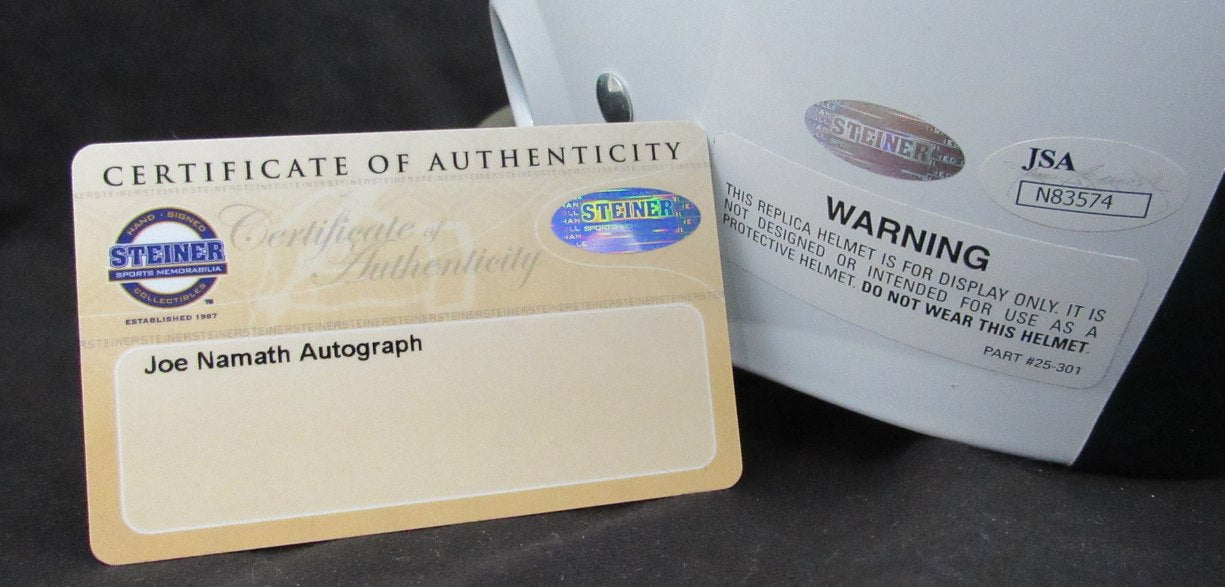 CERTIFICATE OF AUTHENTICITY
HAND - SIGNED
STEINER
SPORTS MEMORABILIA
COLLECTIBLES
TM
ESTABLISHED 1987
Certificate of
Authenticity
STEINER
SPORTS
Joe Namath Autograph
STEINER
JSA
N83574
WARNING
THIS REPLICA HELMET IS FOR DISPLAY ONLY. IT IS
NOT DESIGNED OR INTENDED FOR USE AS A
PROTECTIVE HELMET. DO NOT WEAR THIS HELMET.
PART #25-301